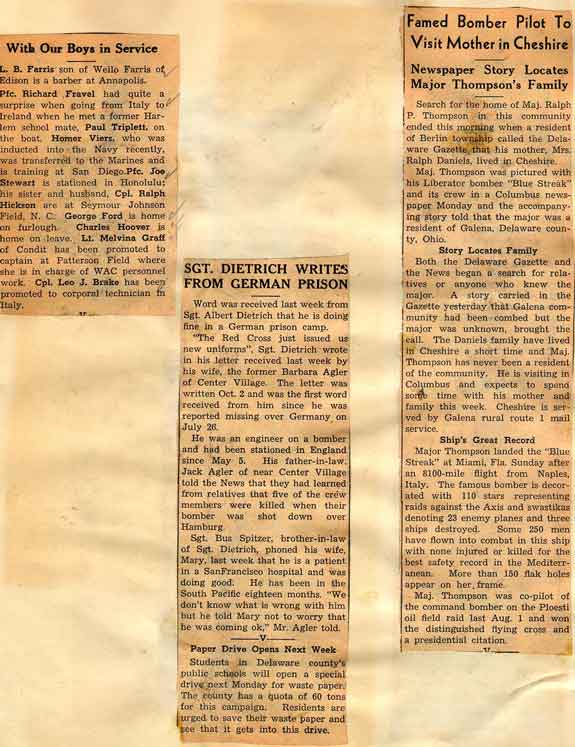 With Our Boys in Service
L. B. Farris son of Weilo Farris of
Edison is a barber at Annapolis.
Pfc. Richard Fravel had quite a
surprise when going from Italy to
Ireland when he met a former Har-
lem school mate, Paul Triplett, on
the boat. Homer Viers, who was
inducted into the Navy recently,
was transferred to the Marines and
is training at San Diego. Pfc. Joe
Stewart is stationed in Honolulu;
his sister and husband, Cpl. Ralph
Hickson are at Seymour Johnson
Field, N. C. George Ford is home
on furlough. Charles Hoover is
home on leave. Lt. Melvina Graff
of Condit has been promoted to
captain at Patterson Field where
she is in charge of WAC personnel
work. Cpl. Leo J. Brake has been
promoted to corporal technician in
Italy.
V
SGT. DIETRICH WRITES
FROM GERMAN PRISON
Word was received last week from
Sgt. Albert Dietrich that he is doing
fine in a German prison camp.
"The Red Cross just issued us
new uniforms", Sgt. Dietrich wrote
in his letter received last week by
his wife, the former Barbara Agler
of Center Village. The letter was
written Oct. 2 and was the first word
received from him since he was
reported missing over Germany on
July 26.
He was an engineer on a bomber
and had been stationed in England
since May 5. His father-in-law.
Jack Agler of near Center Village
told the News that they had learned
from relatives that five of the crew
members were killed when their
bomber was shot down over
Hamburg.
Sgt. Bus Spitzer, brother-in-law
of Sgt. Dietrich, phoned his wife,
Mary, last week that he is a patient
in a SanFrancisco hospital and was
doing good. He has been in the
South Pacific eighteen months. "We
don't know what is wrong with him
but he told Mary not to worry that
he was coming ok," Mr. Agler told.
V
Paper Drive Opens Next Week
Students in Delaware county's
public schools will open a special
drive next Monday for waste paper.
The county has a quota of 60 tons
for this campaign. Residents are
urged to save their waste paper and
see that it gets into this drive.
Famed Bomber Pilot To
Visit Mother in Cheshire
Newspaper Story Locates
Major Thompson's Family
Search for the home of Maj. Ralph
P. Thompson in this community
ended this morning when a resident
of Berlin township called the Dela-
ware Gazette that his mother, Mrs.
Ralph Daniels, lived in Cheshire.
Maj. Thompson was pictured with
his Liberator bomber "Blue Streak"
and its crew in a Columbus news-
paper Monday and the accompany-
ing story told that the major was a
resident of Galena, Delaware coun-
ty, Ohio.
Story Locates Family
Both the Delaware Gazette and
the News began a search for rela-
tives or anyone who knew the
major. A story carried in the
Gazette yesterday that Galena com-
munity had been combed but the
major was unknown, brought the
call. The Daniels family have lived
in Cheshire a short time and Maj.
Thompson has never been a resident
of the community. He is visiting in
Columbus and expects to spend
some time with his mother and
family this week. Cheshire is ser-
ved by Galena rural route 1 mail
service.
Ship's Great Record
Major Thompson landed the "Blue
Streak" at Miami, Fla. Sunday after
an 8100-mile flight from Naples,
Italy. The famous bomber is decor-
ated with 110 stars representing
raids against the Axis and swastikas
denoting 23 enemy planes and three
ships destroyed. Some 250 men
have flown into combat in this ship
with none injured or killed for the
best safety record in the Mediterr-
anean. More than 150 flak holes
appear on her frame.
Maj. Thompson was co-pilot of
the command bomber on the Ploesti
oil field raid last Aug. 1 and won
the distinguished flying cross and
a presidential citation.
V